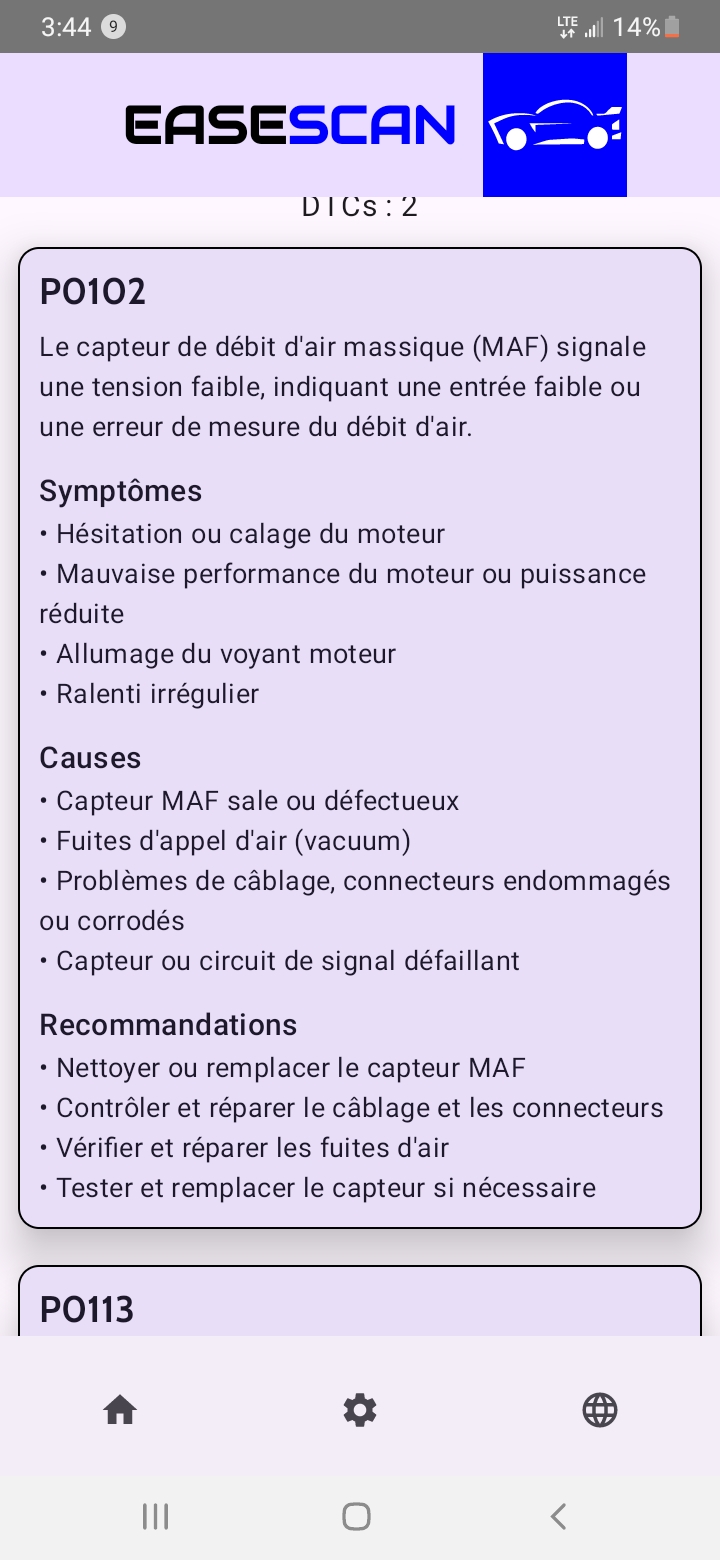 3:44 9 LTE 14%
EASESCAN
DTCs : 2
P0102
Le capteur de débit d'air massique (MAF) signale
une tension faible, indiquant une entrée faible ou
une erreur de mesure du débit d'air.
Symptômes
• Hésitation ou calage du moteur
• Mauvaise performance du moteur ou puissance
réduite
• Allumage du voyant moteur
• Ralenti irrégulier
Causes
• Capteur MAF sale ou défectueux
• Fuites d'appel d'air (vacuum)
• Problèmes de câblage, connecteurs endommagés
ou corrodés
• Capteur ou circuit de signal défaillant
Recommandations
• Nettoyer ou remplacer le capteur MAF
• Contrôler et réparer le câblage et les connecteurs
• Vérifier et réparer les fuites d'air
• Tester et remplacer le capteur si nécessaire
P0113